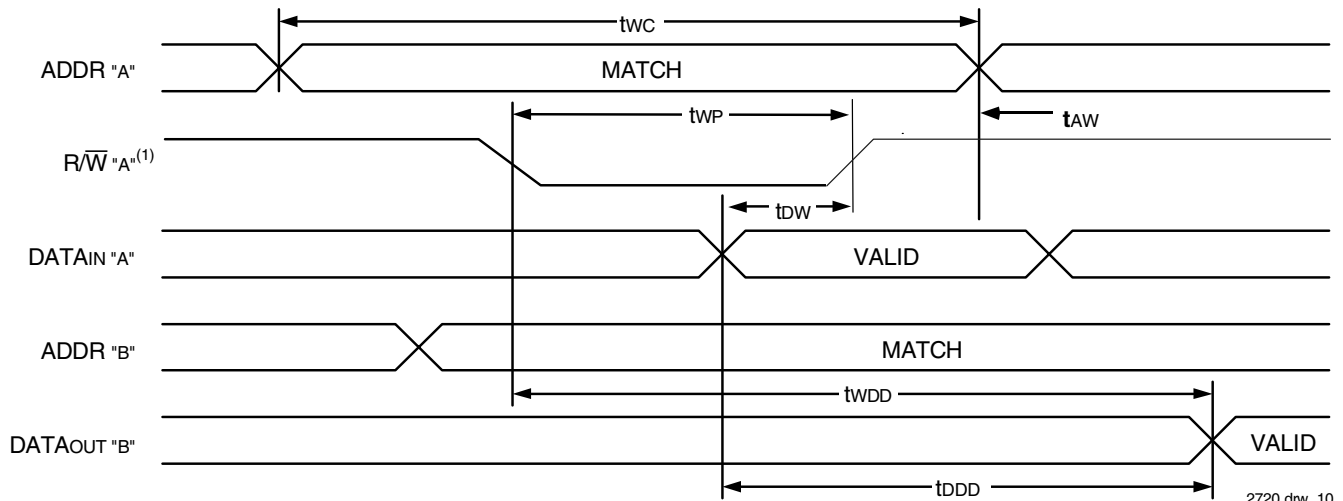 tWC
ADDR "A"
MATCH
tWP
tAW
R/W̅ "A"(1)
tDW
DATAIN "A"
VALID
ADDR "B"
MATCH
tWDD
DATAOUT "B"
VALID
tDDD
2720 drw 10